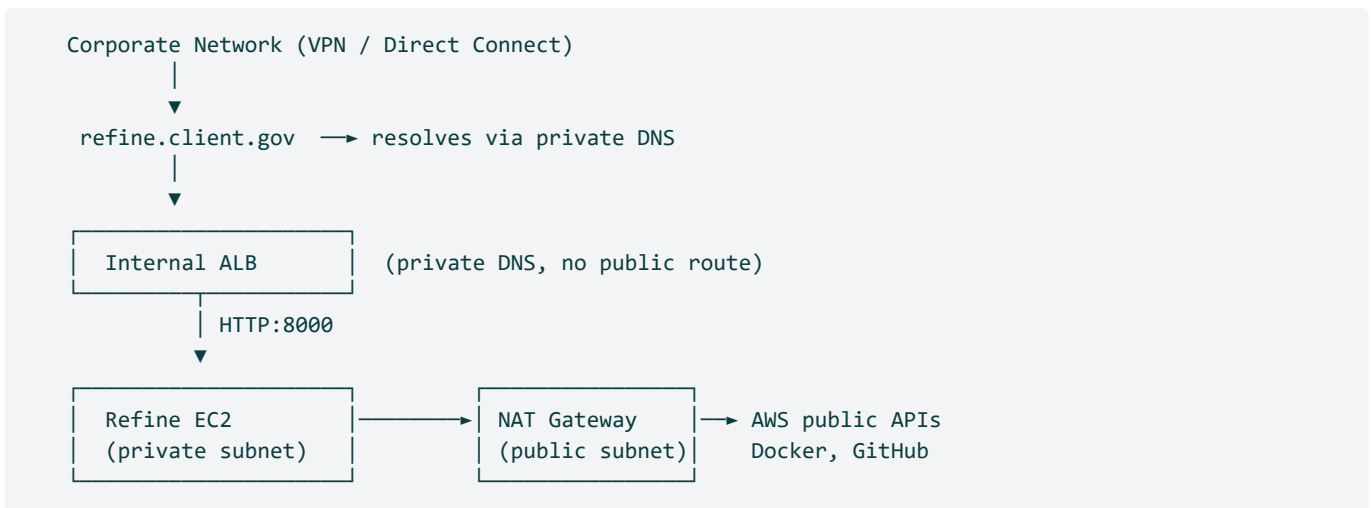 Corporate Network (VPN / Direct Connect)
refine.client.gov ──► resolves via private DNS
Internal ALB (private DNS, no public route)
HTTP:8000
Refine EC2 NAT Gateway ──► AWS public APIs
(private subnet) (public subnet) Docker, GitHub